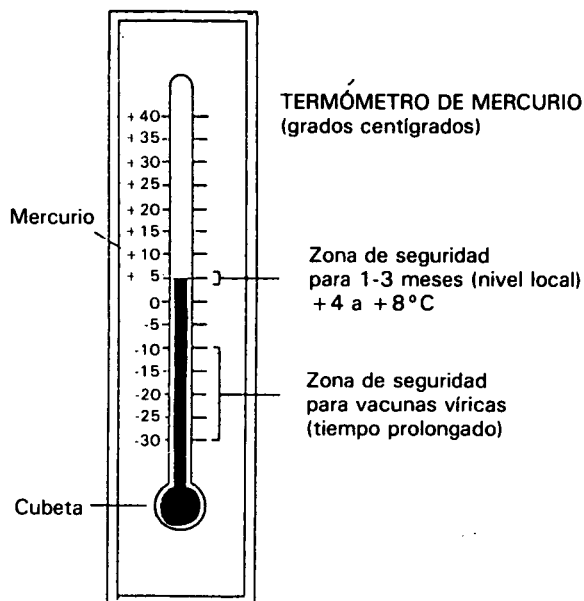 TERMÓMETRO DE MERCURIO
(grados centígrados)
+ 40
+ 35
+ 30
+ 25
+ 20
+ 15
+ 10
+ 5
0
-5
-10
-15
-20
-25
-30
Mercurio
Cubeta
Zona de seguridad
para 1-3 meses (nivel local)
+4 a +8°C
Zona de seguridad
para vacunas víricas
(tiempo prolongado)